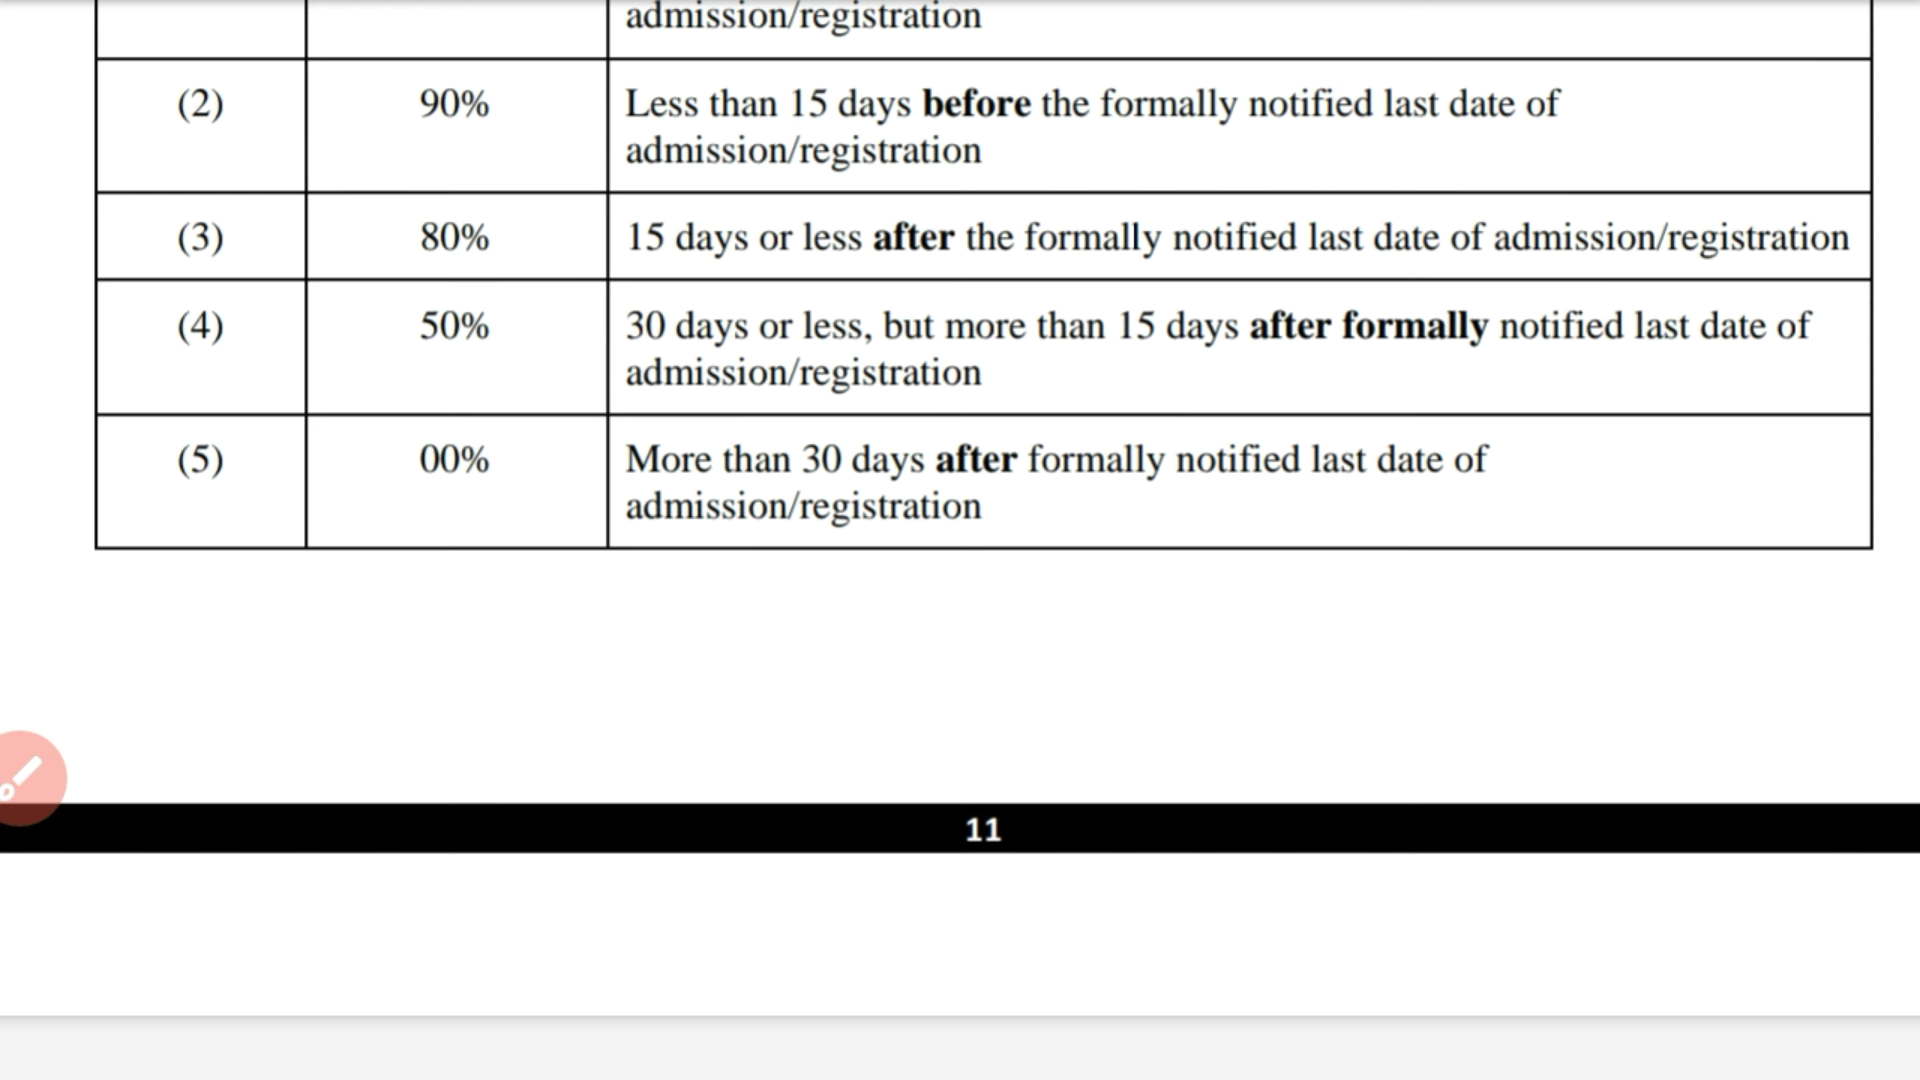 admission/registration
(2) 90% Less than 15 days before the formally notified last date of
admission/registration
(3) 80% 15 days or less after the formally notified last date of admission/registration
(4) 50% 30 days or less, but more than 15 days after formally notified last date of
admission/registration
(5) 00% More than 30 days after formally notified last date of
admission/registration
11